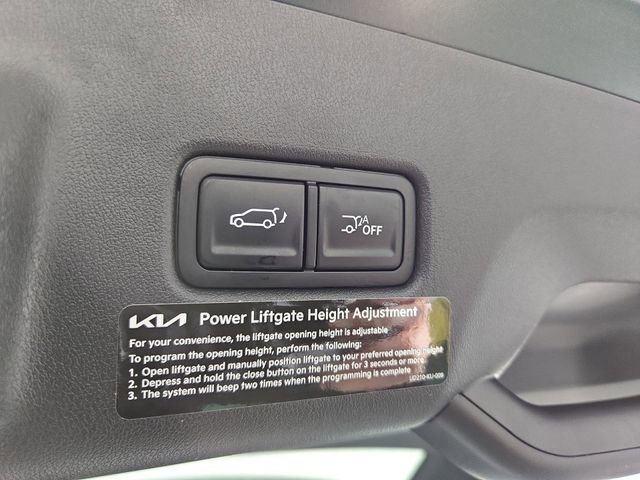 A
OFF
KIA Power Liftgate Height Adjustment
For your convenience, the liftgate opening height is adjustable
To program the opening height, perform the following:
1. Open liftgate and manually position liftgate to your preferred opening height
2. Depress and hold the close button on the liftgate for 3 seconds or more
3. The system will beep two times when the programming is complete